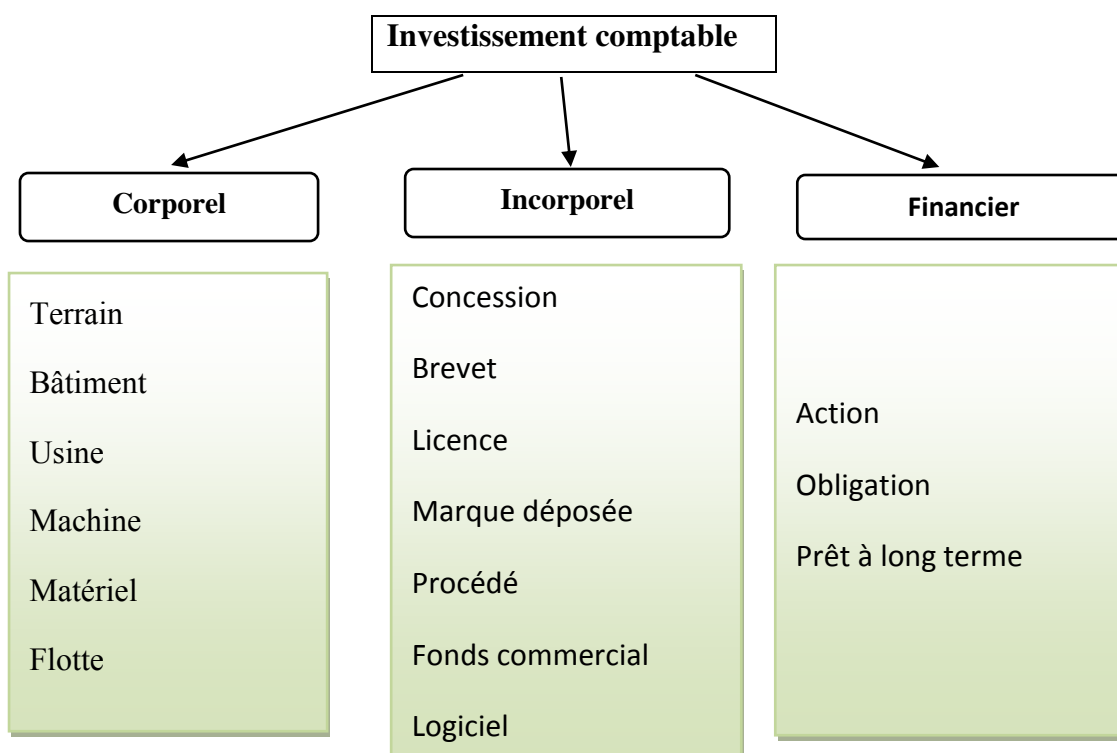 Investissement comptable
Corporel
Incorporel
Financier
Terrain
Bâtiment
Usine
Machine
Matériel
Flotte
Concession
Brevet
Licence
Marque déposée
Procédé
Fonds commercial
Logiciel
Action
Obligation
Prêt à long terme